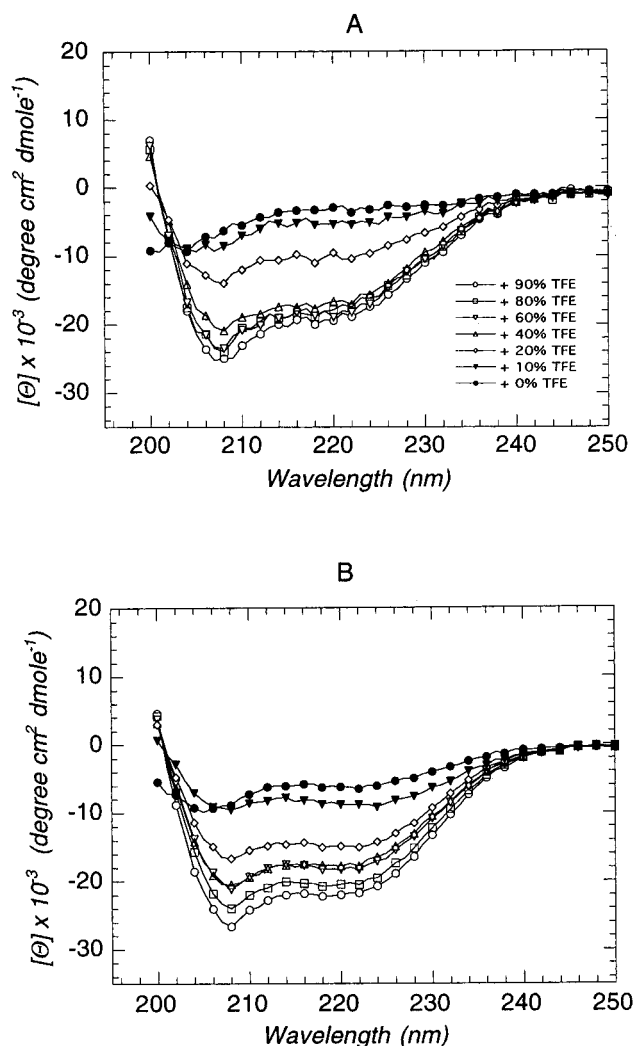 A
20
10
0
-10
-20
-30
[Θ] x 10⁻³ (degree cm² dmole⁻¹)
+ 90% TFE
+ 80% TFE
+ 60% TFE
+ 40% TFE
+ 20% TFE
+ 10% TFE
+ 0% TFE
200 210 220 230 240 250
Wavelength (nm)
B
20
10
0
-10
-20
-30
[Θ] x 10⁻³ (degree cm² dmole⁻¹)
200 210 220 230 240 250
Wavelength (nm)